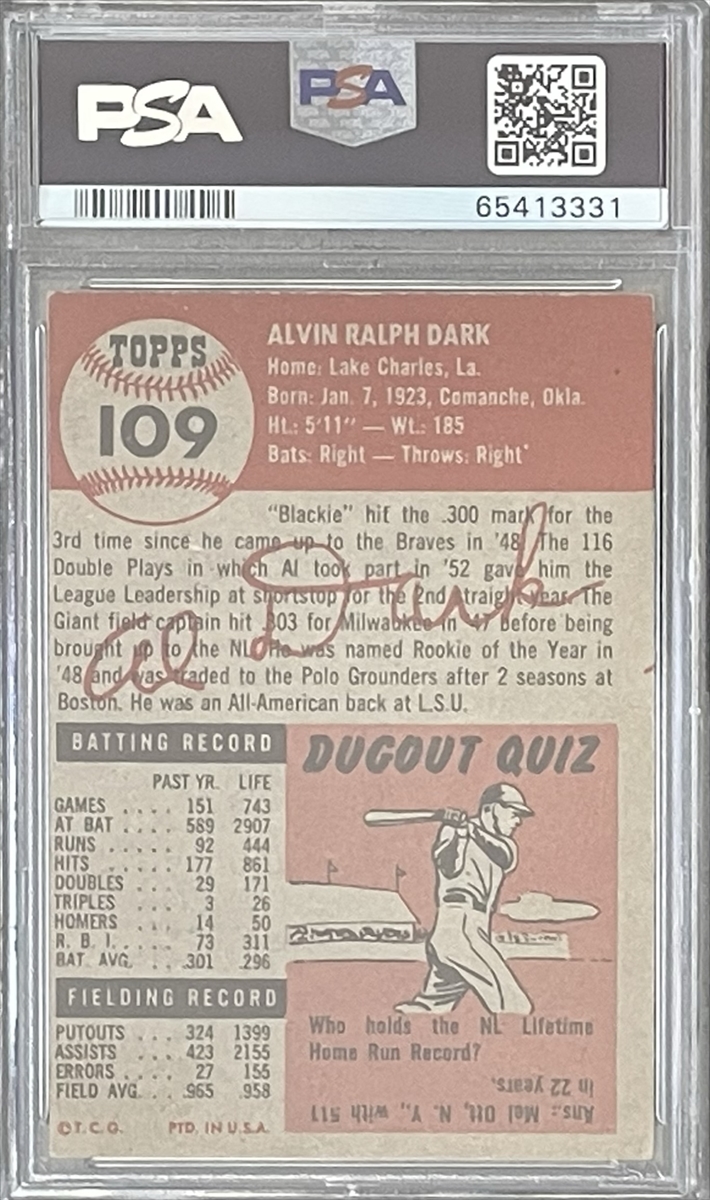 PSA
PSA
65413331
TOPPS
109
ALVIN RALPH DARK
Home: Lake Charles, La.
Born: Jan. 7, 1923, Comanche, Okla.
Ht.: 5'11" — Wt.: 185
Bats: Right — Throws: Right
"Blackie" hit the .300 mark for the
3rd time since he came up to the Braves in '48. The 116
Double Plays in which Al took part in '52 gave him the
League Leadership at shortstop for the 2nd straight year. The
Giant field captain hit .303 for Milwaukee in '47 before being
brought up to the NL. He was named Rookie of the Year in
'48 and was traded to the Polo Grounders after 2 seasons at
Boston. He was an All-American back at L.S.U.
Al Dark
BATTING RECORD
PAST YR. LIFE
GAMES .... 151 743
AT BAT .... 589 2907
RUNS .... 92 444
HITS .... 177 861
DOUBLES ... 29 171
TRIPLES ... 3 26
HOMERS ... 14 50
R. B. I. .... 73 311
BAT. AVG. ... .301 .296
FIELDING RECORD
PUTOUTS ... 324 1399
ASSISTS .... 423 2155
ERRORS .... 27 155
FIELD AVG. .. .965 .958
©T.C.G. PTD. IN U.S.A.
DUGOUT QUIZ
Who holds the NL Lifetime
Home Run Record?
Ans.: Mel Ott, N. Y., with 511
in 22 years.